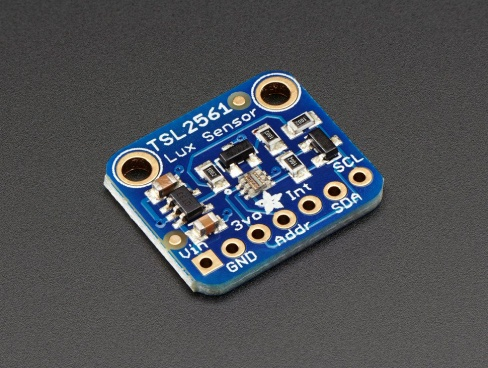 TSL2561
Lux Sensor
Vin
GND
3vo
Addr
Int
SDA
SCL